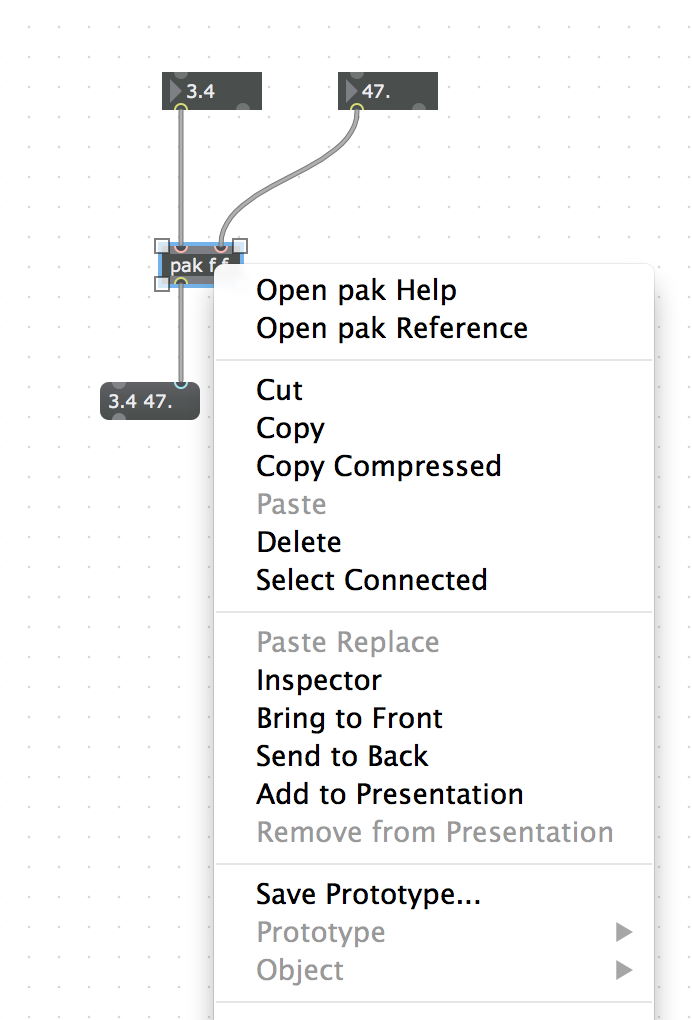 3.4
47.
pak f f
3.4 47.
Open pak Help
Open pak Reference
Cut
Copy
Copy Compressed
Paste
Delete
Select Connected
Paste Replace
Inspector
Bring to Front
Send to Back
Add to Presentation
Remove from Presentation
Save Prototype...
Prototype
Object